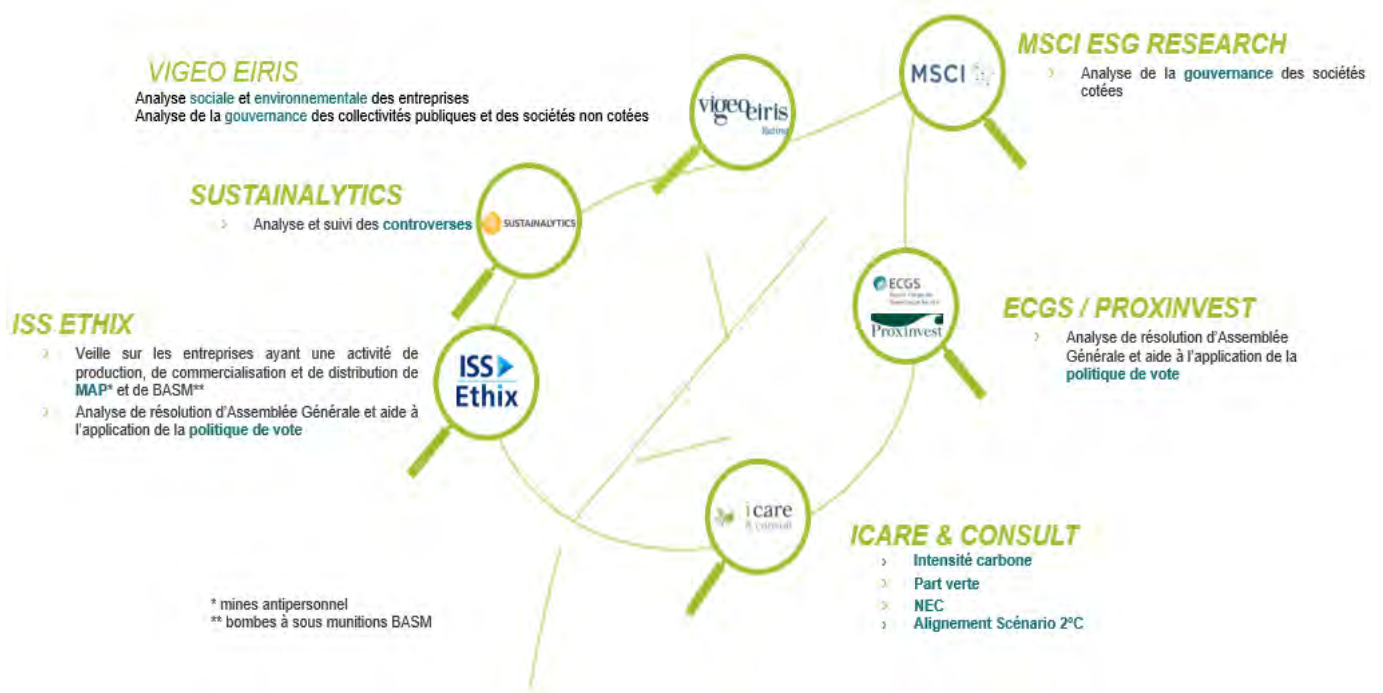 VIGEO EIRIS
Analyse sociale et environnementale des entreprises
Analyse de la gouvernance des collectivités publiques et des sociétés non cotées
vigeoeiris
Rating
MSCI
MSCI ESG RESEARCH
Analyse de la gouvernance des sociétés
cotées
SUSTAINALYTICS
Analyse et suivi des controverses
SUSTAINALYTICS
ISS ETHIX
Veille sur les entreprises ayant une activité de
production, de commercialisation et de distribution de
MAP* et de BASM**
Analyse de résolution d’Assemblée Générale et aide à
l’application de la politique de vote
ISS
Ethix
ECGS
Proxinvest
ECGS / PROXINVEST
Analyse de résolution d’Assemblée
Générale et aide à l’application de la
politique de vote
i care
& consult
ICARE & CONSULT
Intensité carbone
Part verte
NEC
Alignement Scénario 2°C
* mines antipersonnel
** bombes à sous munitions BASM